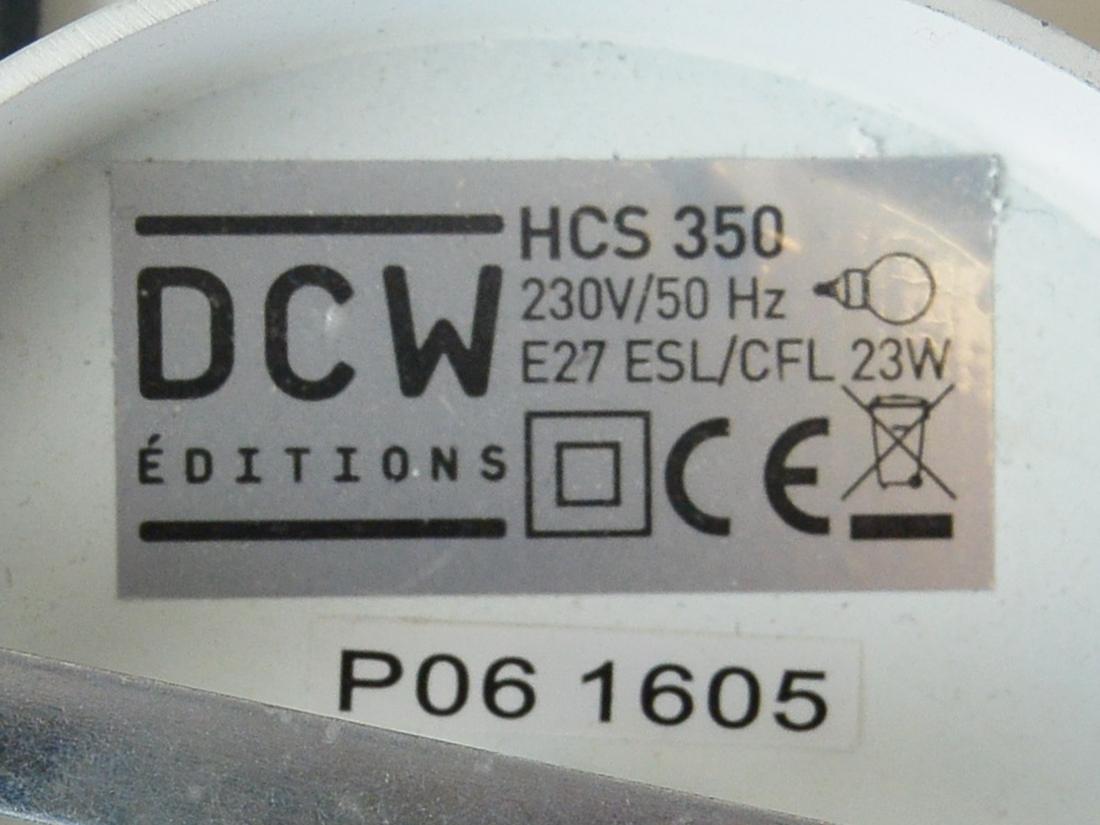 DCW
ÉDITIONS
HCS 350
230V/50 Hz
E27 ESL/CFL 23W
CE
P06 1605